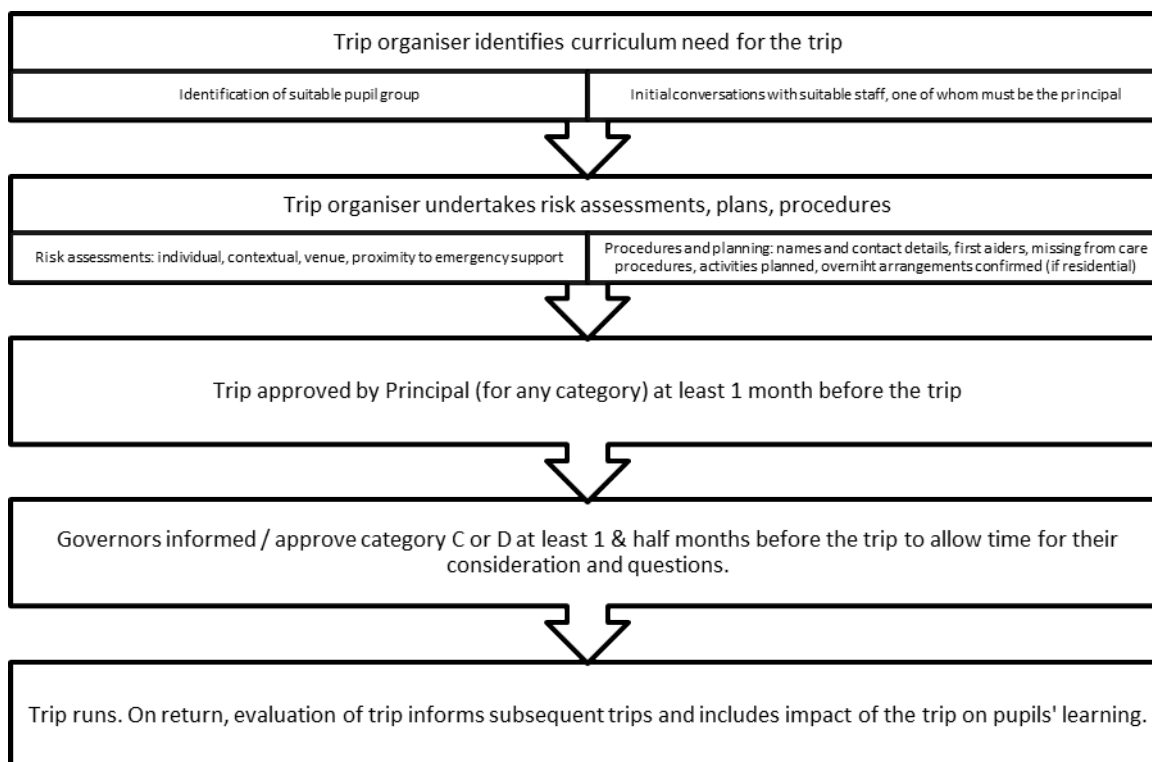 Trip organiser identifies curriculum need for the trip
Identification of suitable pupil group
Initial conversations with suitable staff, one of whom must be the principal
Trip organiser undertakes risk assessments, plans, procedures
Risk assessments: individual, contextual, venue, proximity to emergency support
Procedures and planning: names and contact details, first aiders, missing from care
procedures, activities planned, overniht arrangements confirmed (if residential)
Trip approved by Principal (for any category) at least 1 month before the trip
Governors informed / approve category C or D at least 1 & half months before the trip to allow time for their
consideration and questions.
Trip runs. On return, evaluation of trip informs subsequent trips and includes impact of the trip on pupils' learning.